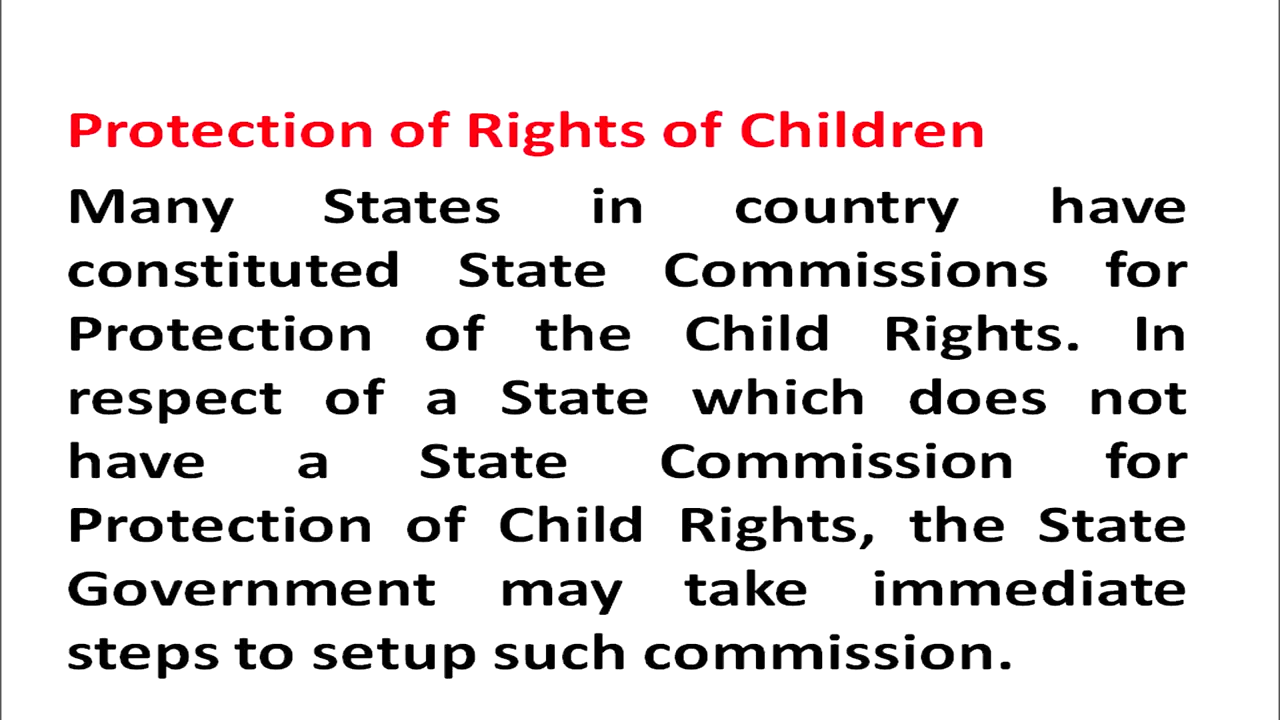 Protection of Rights of Children
Many States in country have
constituted State Commissions for
Protection of the Child Rights. In
respect of a State which does not
have a State Commission for
Protection of Child Rights, the State
Government may take immediate
steps to setup such commission.